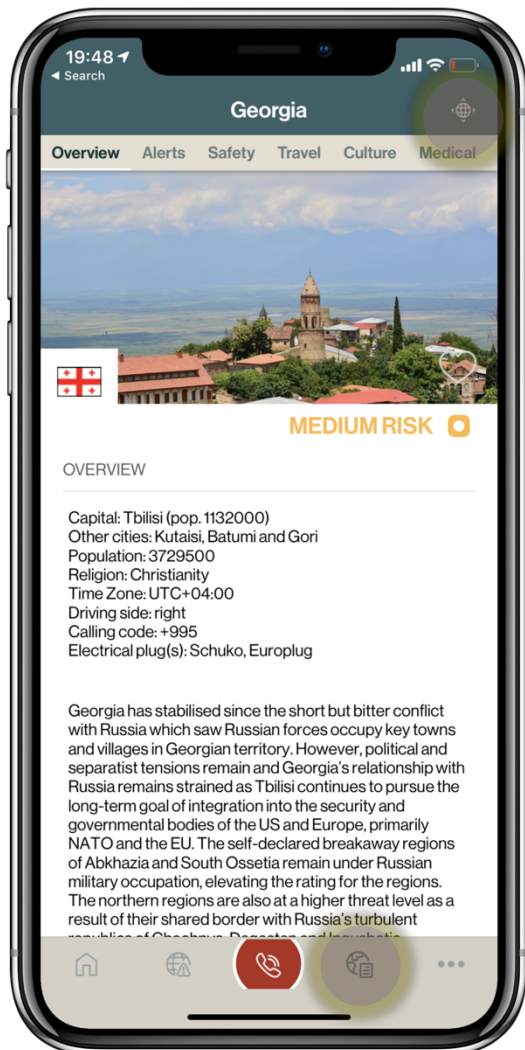 19:48
◀ Search
Georgia
Overview Alerts Safety Travel Culture Medical
MEDIUM RISK
OVERVIEW
Capital: Tbilisi (pop. 1132000)
Other cities: Kutaisi, Batumi and Gori
Population: 3729500
Religion: Christianity
Time Zone: UTC+04:00
Driving side: right
Calling code: +995
Electrical plug(s): Schuko, Europlug
Georgia has stabilised since the short but bitter conflict
with Russia which saw Russian forces occupy key towns
and villages in Georgian territory. However, political and
separatist tensions remain and Georgia's relationship with
Russia remains strained as Tbilisi continues to pursue the
long-term goal of integration into the security and
governmental bodies of the US and Europe, primarily
NATO and the EU. The self-declared breakaway regions
of Abkhazia and South Ossetia remain under Russian
military occupation, elevating the rating for the regions.
The northern regions are also at a higher threat level as a
result of their shared border with Russia's turbulent
republics of Chechnya, Dagestan and Ingushetia